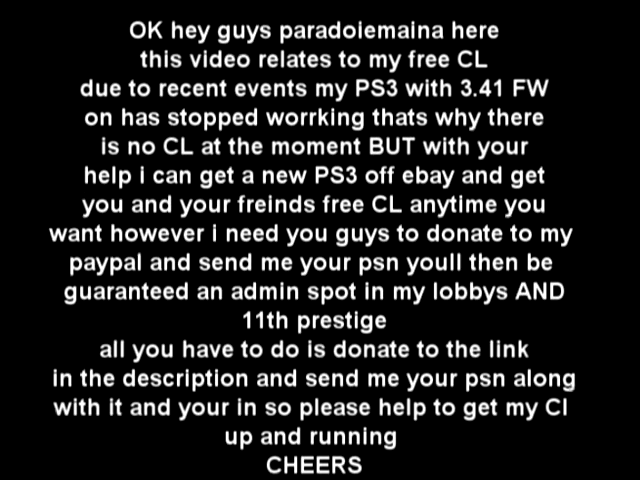 OK hey guys paradoiemaina here
this video relates to my free CL
due to recent events my PS3 with 3.41 FW
on has stopped worrking thats why there
is no CL at the moment BUT with your
help i can get a new PS3 off ebay and get
you and your freinds free CL anytime you
want however i need you guys to donate to my
paypal and send me your psn youll then be
guaranteed an admin spot in my lobbys AND
11th prestige
all you have to do is donate to the link
in the description and send me your psn along
with it and your in so please help to get my Cl
up and running
CHEERS